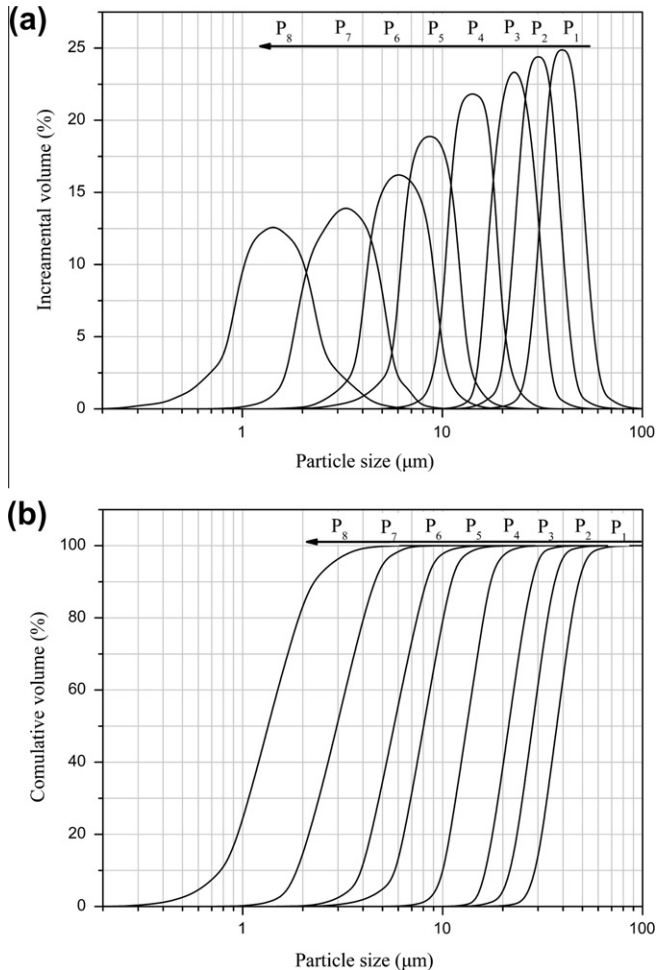 (a)
P₈ P₇ P₆ P₅ P₄ P₃ P₂ P₁
25
20
15
10
5
0
Increamental volume (%)
1 10 100
Particle size (μm)
(b)
P₈ P₇ P₆ P₅ P₄ P₃ P₂ P₁
100
80
60
40
20
0
Comulative volume (%)
1 10 100
Particle size (μm)